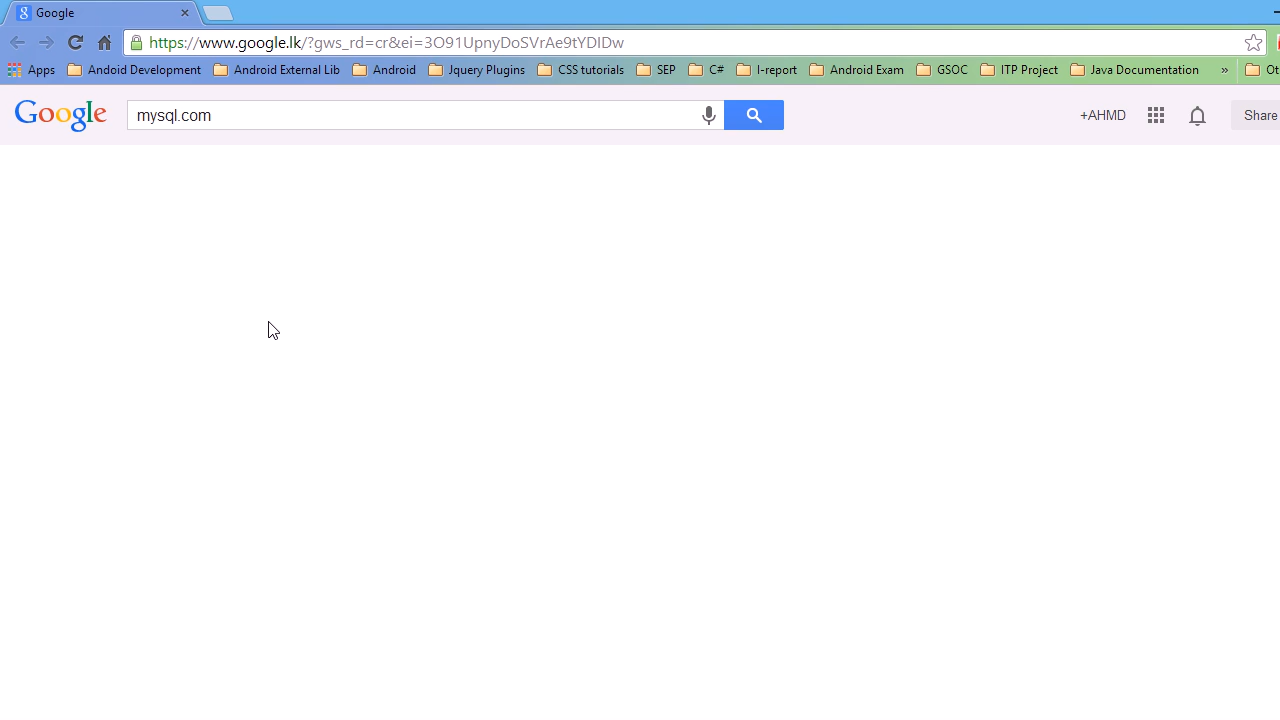 Google
https://www.google.lk/?gws_rd=cr&ei=3O91UpnyDoSVrAe9tYDIDw
Apps Andoid Development Android External Lib Android Jquery Plugins CSS tutorials SEP C# I-report Android Exam GSOC ITP Project Java Documentation » Ot
Google mysql.com +AHMD Share